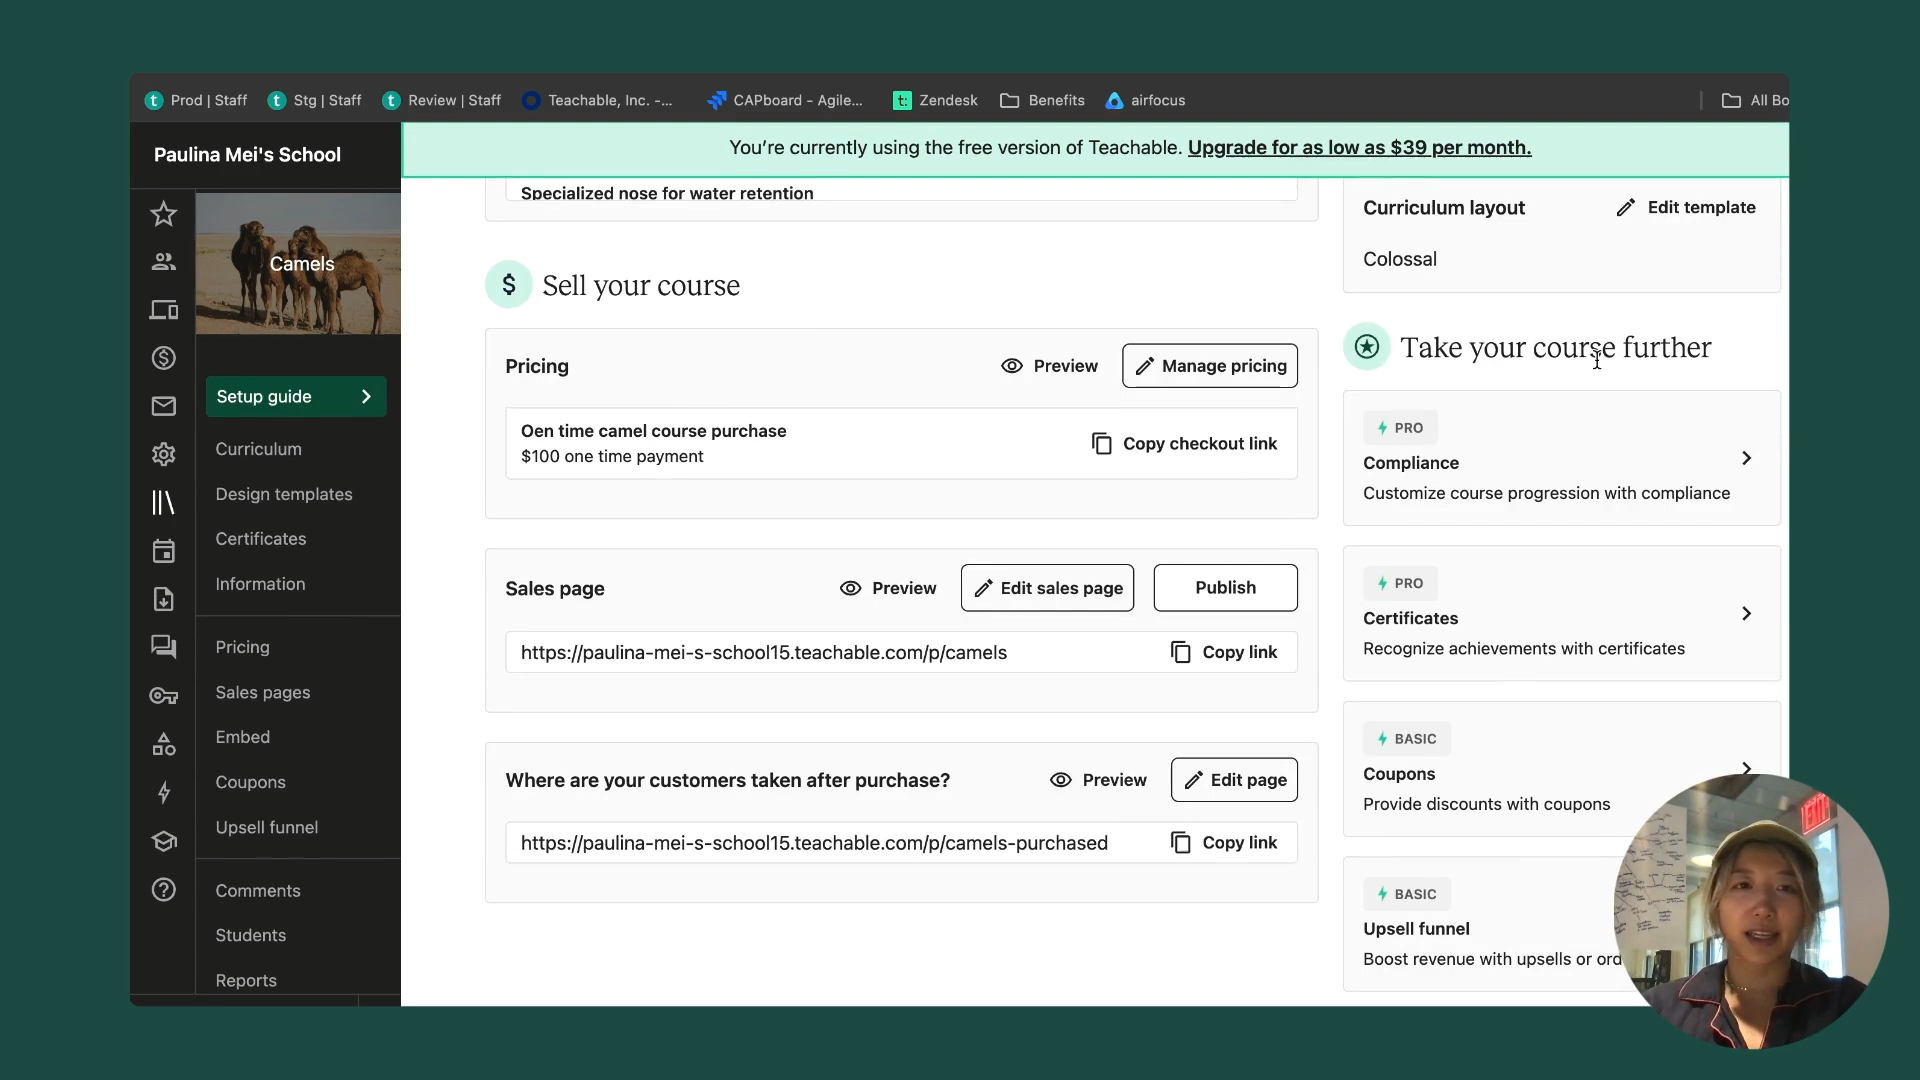 Prod | Staff
Stg | Staff
Review | Staff
Teachable, Inc. -...
CAPboard - Agile...
t: Zendesk
Benefits
airfocus
All Bo
Paulina Mei's School
You're currently using the free version of Teachable. Upgrade for as low as $39 per month.
Camels
Setup guide
Curriculum
Design templates
Certificates
Information
Pricing
Sales pages
Embed
Coupons
Upsell funnel
Comments
Students
Reports
Specialized nose for water retention
$ Sell your course
Pricing
Preview
Manage pricing
Oen time camel course purchase
$100 one time payment
Copy checkout link
Sales page
Preview
Edit sales page
Publish
https://paulina-mei-s-school15.teachable.com/p/camels
Copy link
Where are your customers taken after purchase?
Preview
Edit page
https://paulina-mei-s-school15.teachable.com/p/camels-purchased
Copy link
Curriculum layout
Edit template
Colossal
Take your course further
PRO
Compliance
Customize course progression with compliance
PRO
Certificates
Recognize achievements with certificates
BASIC
Coupons
Provide discounts with coupons
BASIC
Upsell funnel
Boost revenue with upsells or ord
EXIT